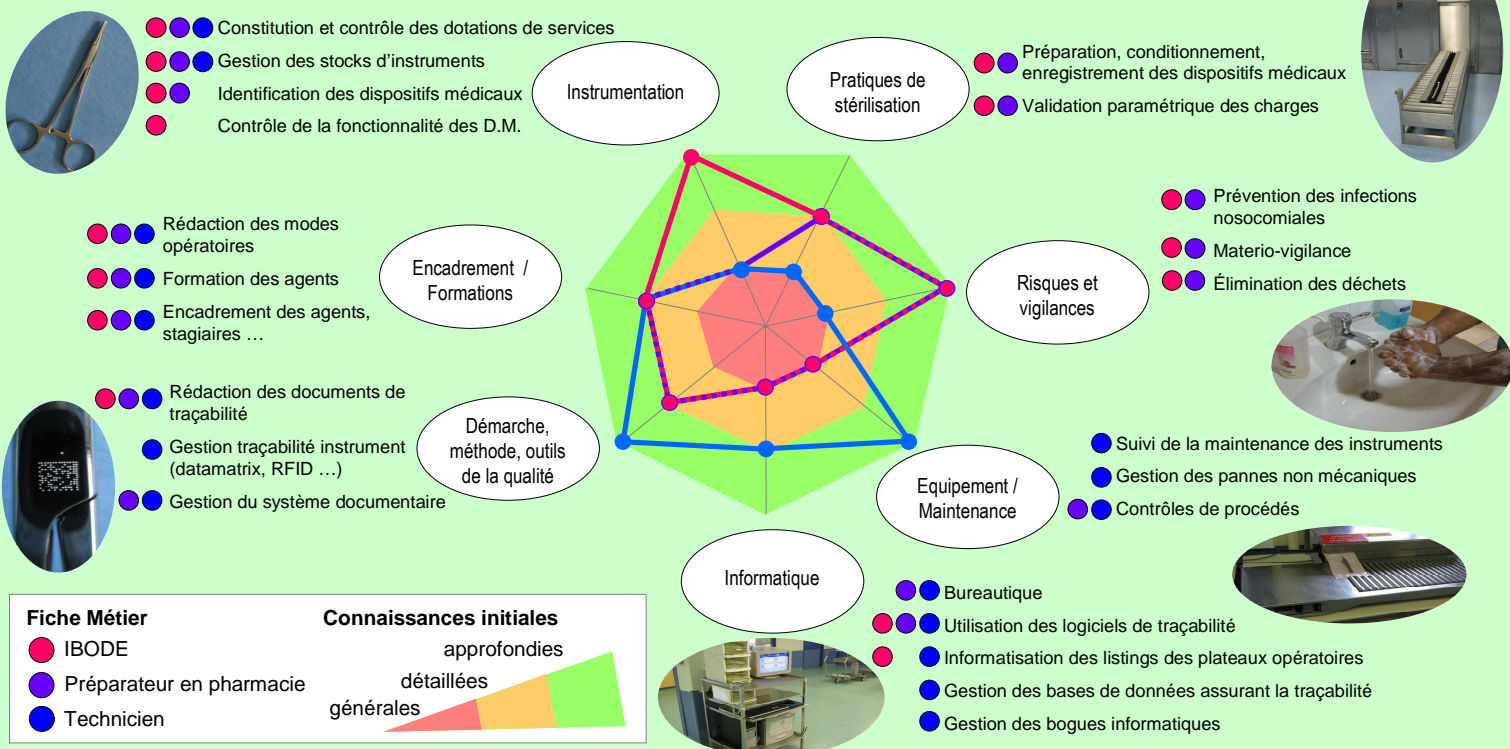 Constitution et contrôle des dotations de services
Gestion des stocks d'instruments
Identification des dispositifs médicaux
Contrôle de la fonctionnalité des D.M.
Instrumentation
Pratiques de
stérilisation
Préparation, conditionnement,
enregistrement des dispositifs médicaux
Validation paramétrique des charges
Rédaction des modes
opératoires
Formation des agents
Encadrement des agents,
stagiaires …
Encadrement /
Formations
Risques et
vigilances
Prévention des infections
nosocomiales
Materio-vigilance
Élimination des déchets
Rédaction des documents de
traçabilité
Gestion traçabilité instrument
(datamatrix, RFID …)
Gestion du système documentaire
Démarche,
méthode, outils
de la qualité
Equipement /
Maintenance
Suivi de la maintenance des instruments
Gestion des pannes non mécaniques
Contrôles de procédés
Informatique
Bureautique
Utilisation des logiciels de traçabilité
Informatisation des listings des plateaux opératoires
Gestion des bases de données assurant la traçabilité
Gestion des bogues informatiques
Fiche Métier
IBODE
Préparateur en pharmacie
Technicien
Connaissances initiales
approfondies
détaillées
générales